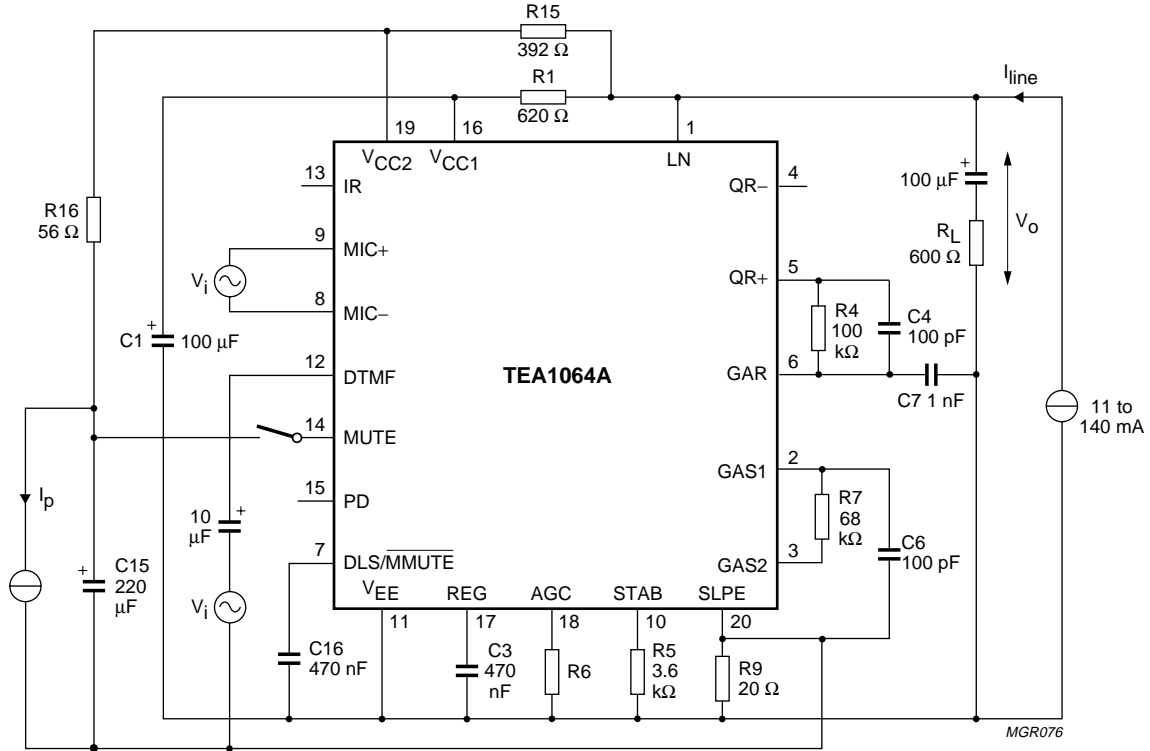 R15
392 Ω
R1
620 Ω
Iline
19
16
1
VCC2
VCC1
LN
13
IR
QR−
4
100 μF
+
R16
56 Ω
9
MIC+
Vi
8
MIC−
QR+
5
RL
600 Ω
Vo
C1
+
100 μF
R4
100
kΩ
C4
100 pF
12
DTMF
TEA1064A
GAR
6
C7 1 nF
11 to
140 mA
14
MUTE
GAS1
2
Ip
15
PD
R7
68
kΩ
10
μF
+
C15
220
μF
+
7
DLS/MMUTE
GAS2
3
C6
100 pF
Vi
VEE
REG
AGC
STAB
SLPE
11
17
18
10
20
C16
470 nF
C3
470
nF
R6
R5
3.6
kΩ
R9
20 Ω
MGR076